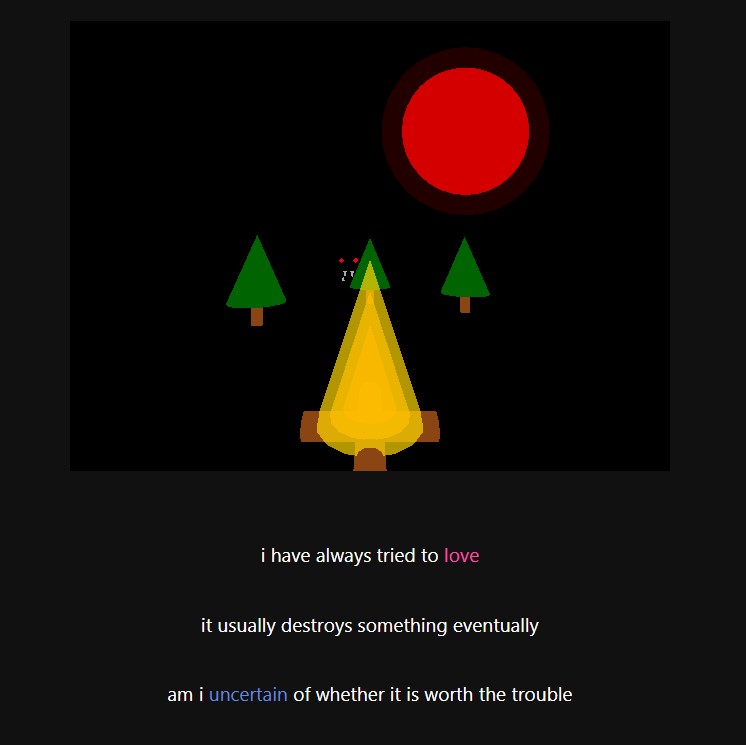 i have always tried to love
it usually destroys something eventually
am i uncertain of whether it is worth the trouble